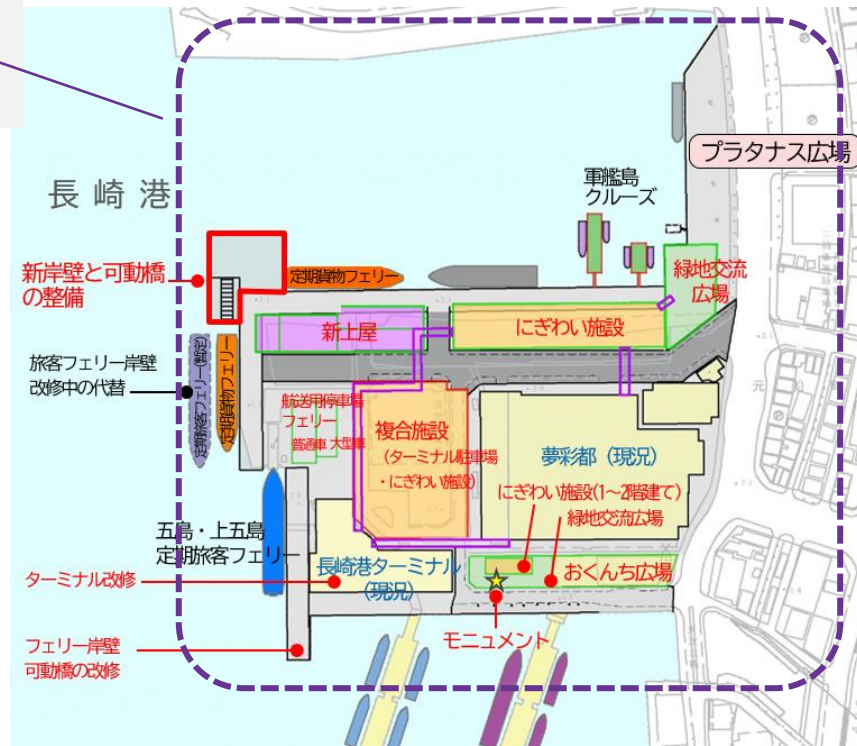 プラタナス広場
長崎港
軍艦島
クルーズ
新岸壁と可動橋
の整備
定期貨物フェリー
緑地交流
広場
新上屋
にぎわい施設
旅客フェリー岸壁
改修中の代替
定期貨物フェリー
航送用停車場
フェリー
普通車 大型車
複合施設
(ターミナル駐車場
・にぎわい施設)
夢彩都(現況)
にぎわい施設(1~2階建て)
緑地交流広場
五島・上五島
定期旅客フェリー
長崎港ターミナル
(現況)
おくんち広場
ターミナル改修
モニュメント
フェリー岸壁
可動橋の改修